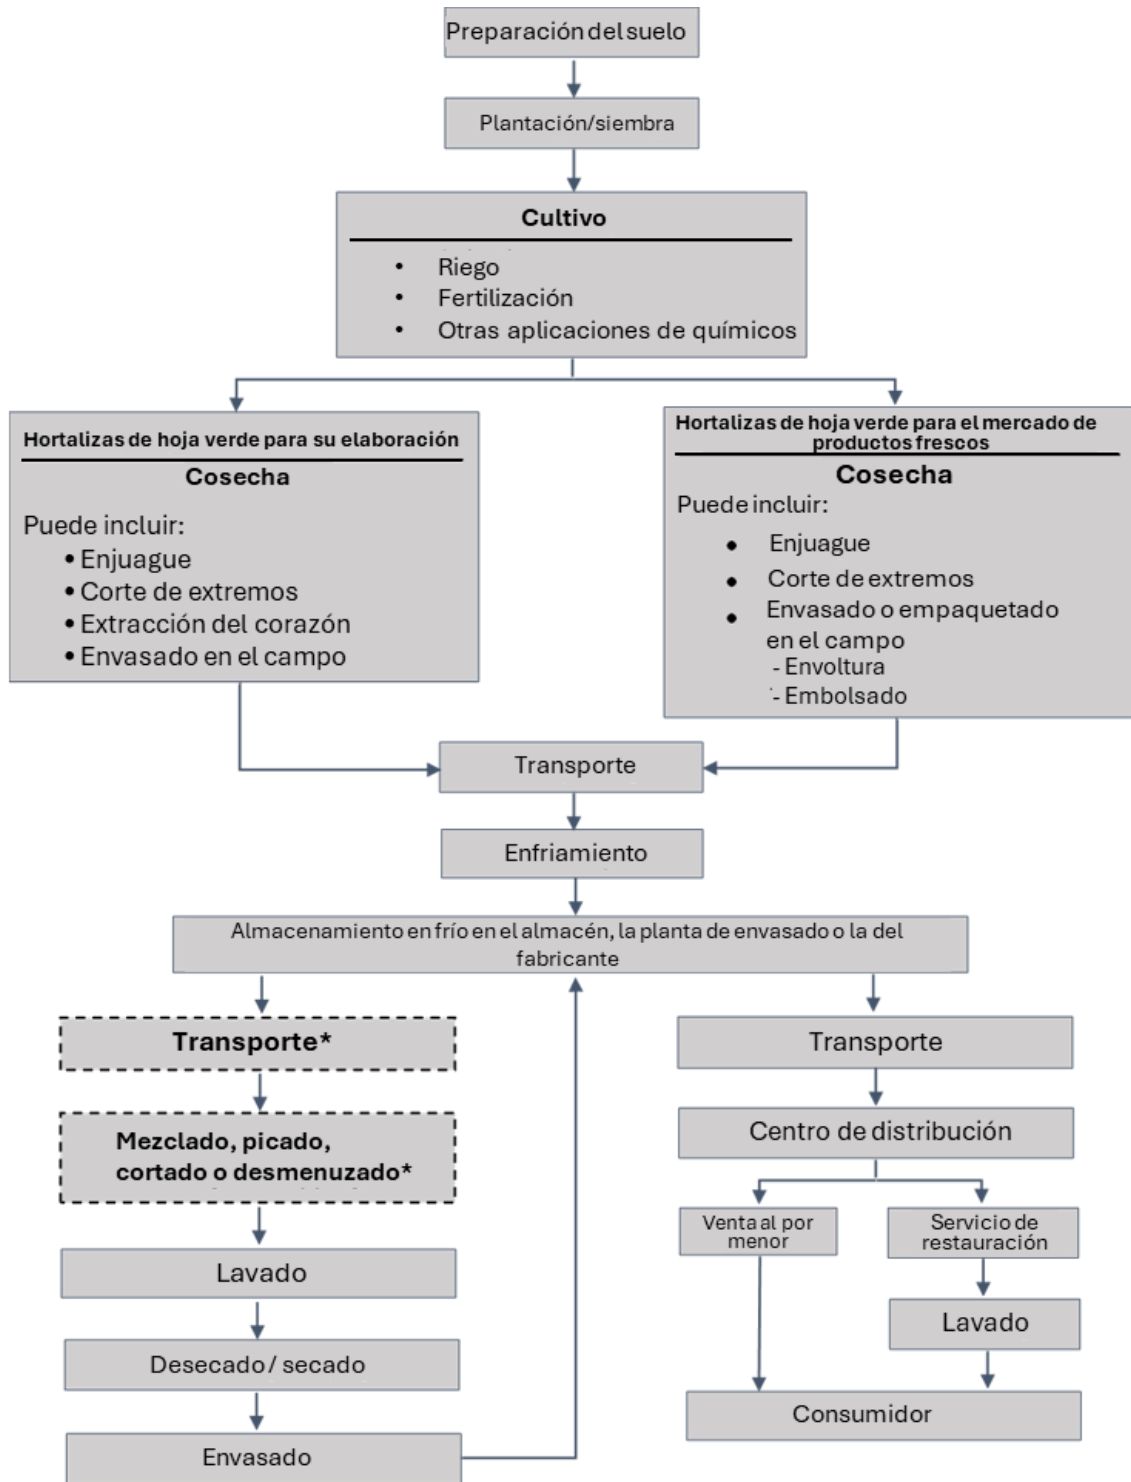 Preparación del suelo
Plantación/siembra
Cultivo
• Riego
• Fertilización
• Otras aplicaciones de químicos
Hortalizas de hoja verde para su elaboración
Cosecha
Puede incluir:
• Enjuague
• Corte de extremos
• Extracción del corazón
• Envasado en el campo
Hortalizas de hoja verde para el mercado de
productos frescos
Cosecha
Puede incluir:
• Enjuague
• Corte de extremos
• Envasado o empaquetado
en el campo
- Envoltura
- Embolsado
Transporte
Enfriamiento
Almacenamiento en frío en el almacén, la planta de envasado o la del
fabricante
Transporte*
Mezclado, picado,
cortado o desmenuzado*
Lavado
Desecado / secado
Envasado
Transporte
Centro de distribución
Venta al por
menor
Servicio de
restauración
Lavado
Consumidor